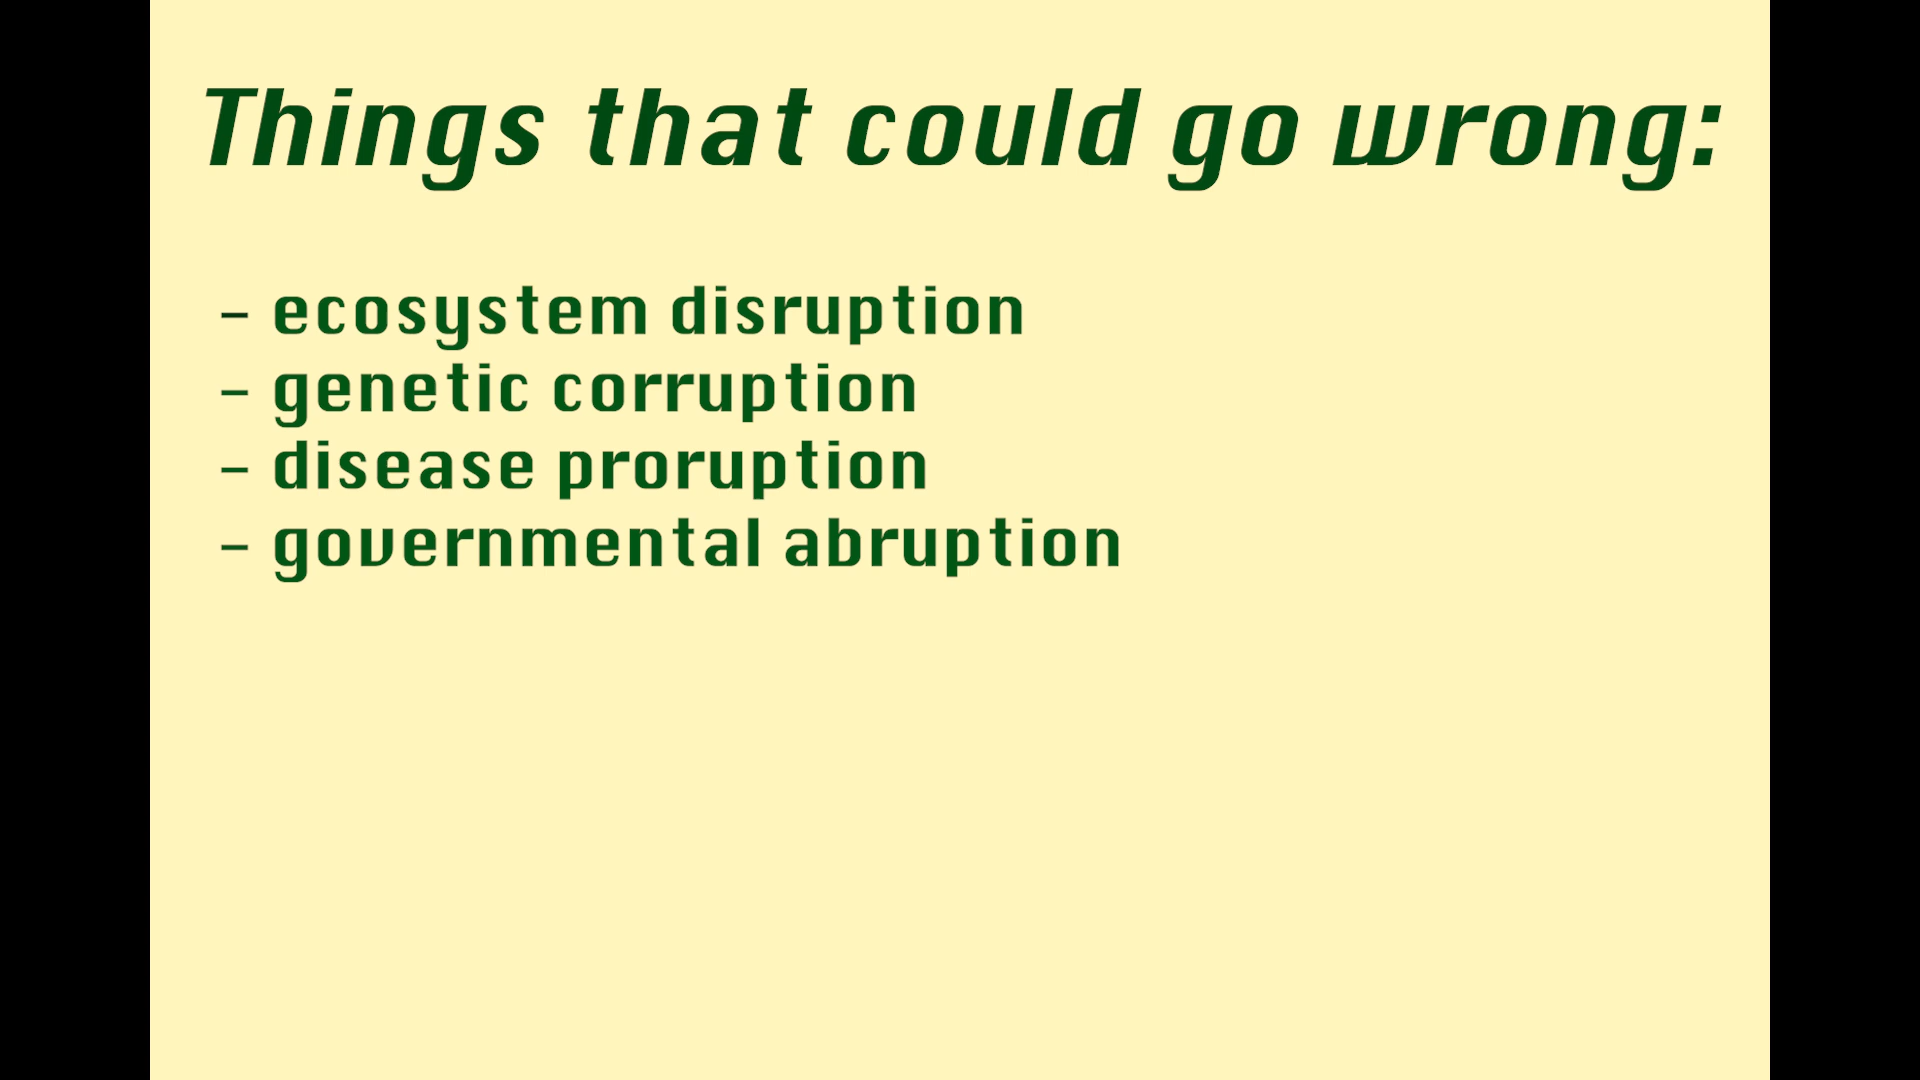 Things that could go wrong:
– ecosystem disruption
– genetic corruption
– disease proruption
– governmental abruption